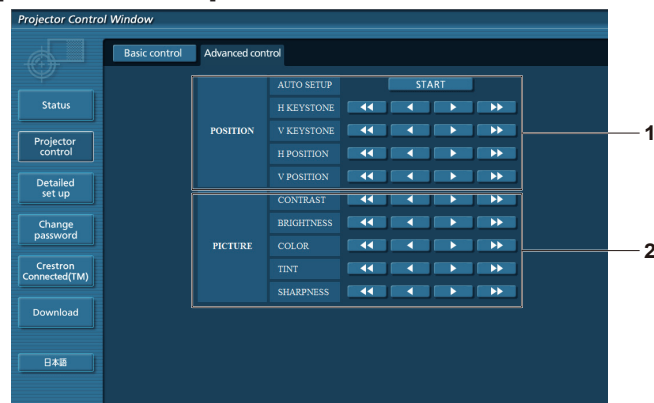 Projector Control Window
Basic control
Advanced control
Status
Projector
control
Detailed
set up
Change
password
Crestron
Connected(TM)
Download
日本語
POSITION
AUTO SETUP
START
H KEYSTONE
V KEYSTONE
H POSITION
V POSITION
1
PICTURE
CONTRAST
BRIGHTNESS
COLOR
TINT
SHARPNESS
2